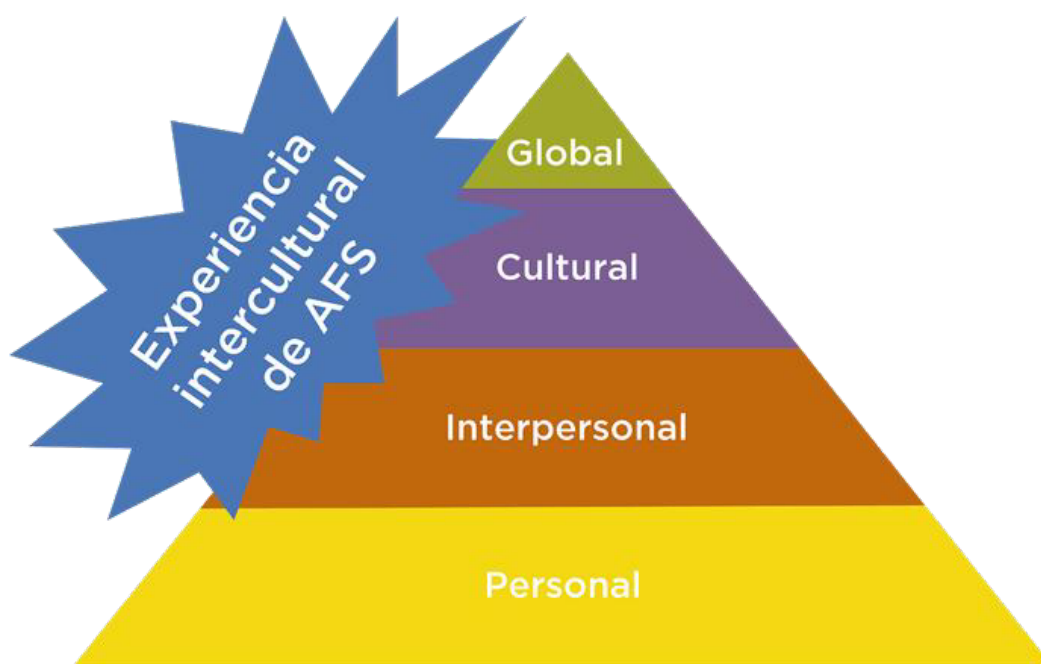 Experiencia
intercultural
de AFS
Global
Cultural
Interpersonal
Personal